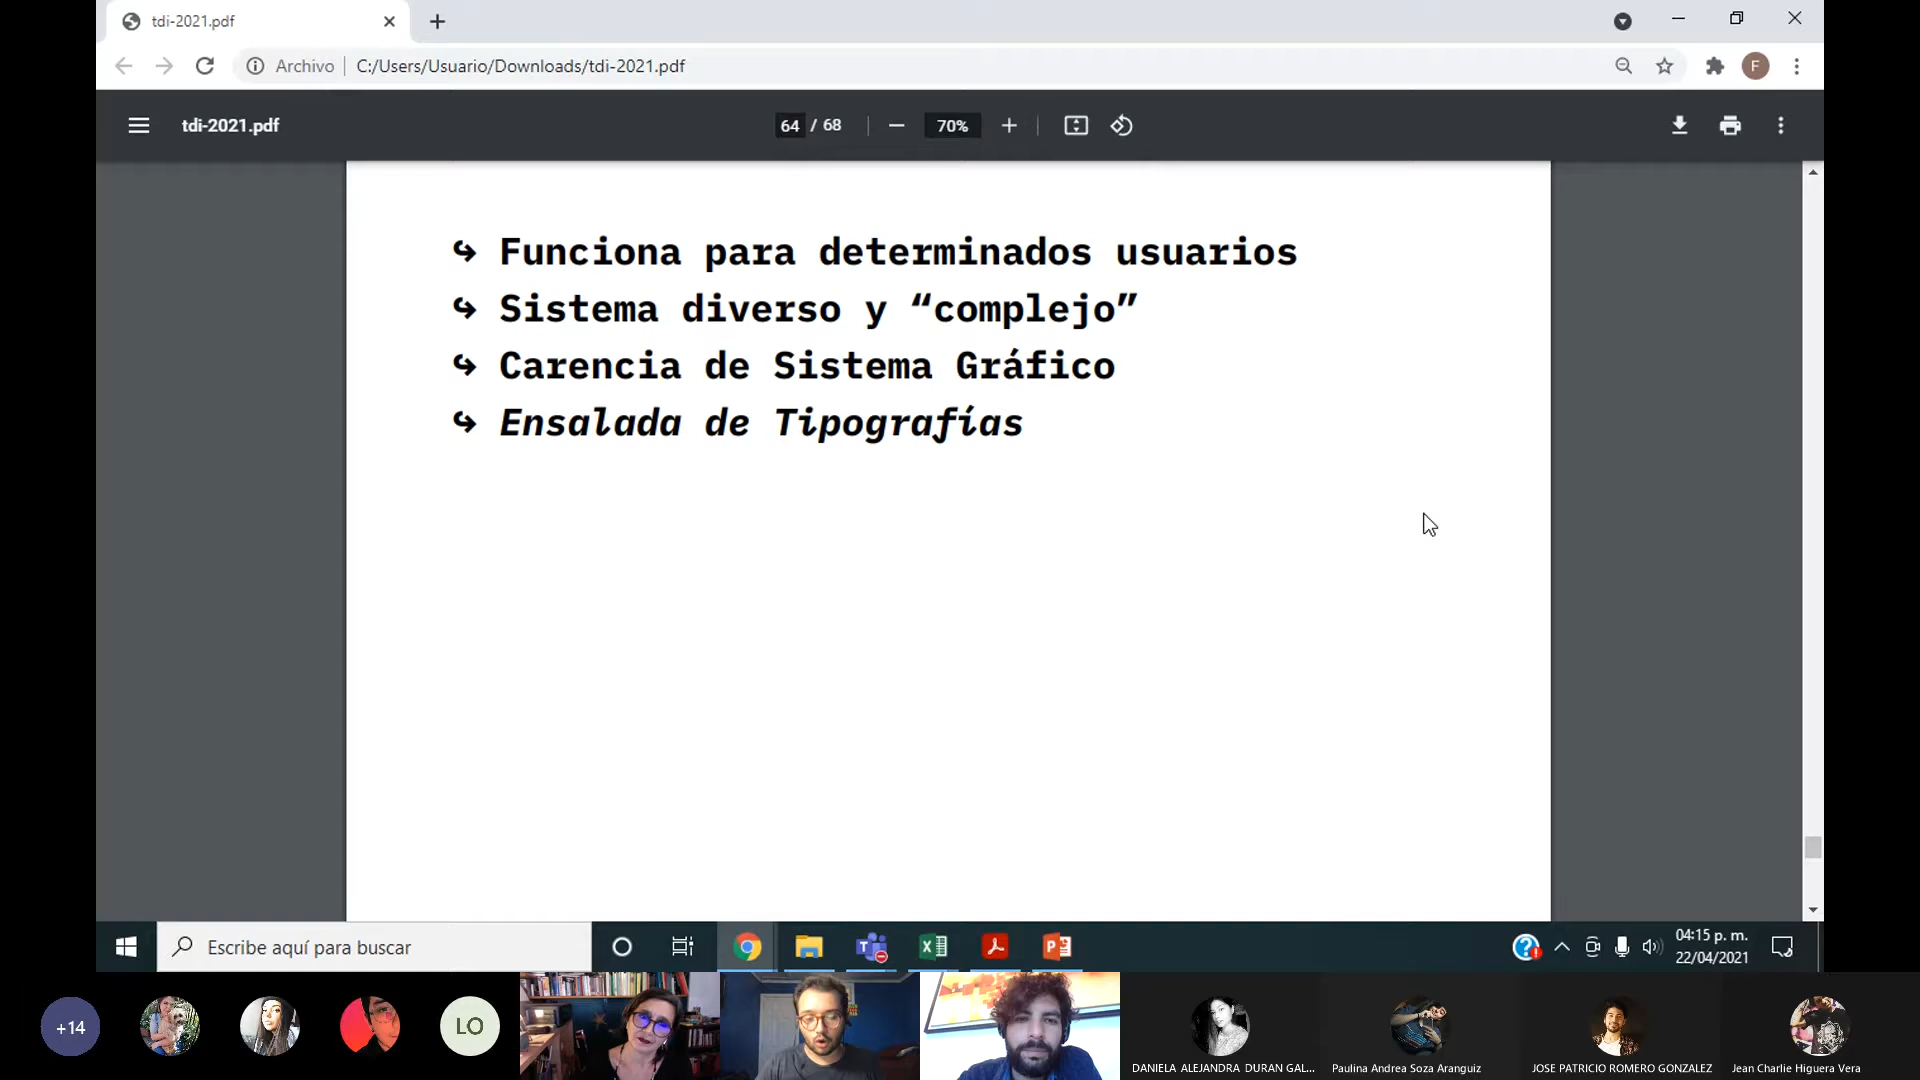 tdi-2021.pdf
Archivo
C:/Users/Usuario/Downloads/tdi-2021.pdf
F
tdi-2021.pdf
64 / 68
70%
↪ Funciona para determinados usuarios
↪ Sistema diverso y “complejo”
↪ Carencia de Sistema Gráfico
↪ Ensalada de Tipografías
Escribe aquí para buscar
04:15 p. m.
22/04/2021
+14
LO
DANIELA ALEJANDRA DURAN GAL...
Paulina Andrea Soza Aranguiz
JOSE PATRICIO ROMERO GONZALEZ
Jean Charlie Higuera Vera